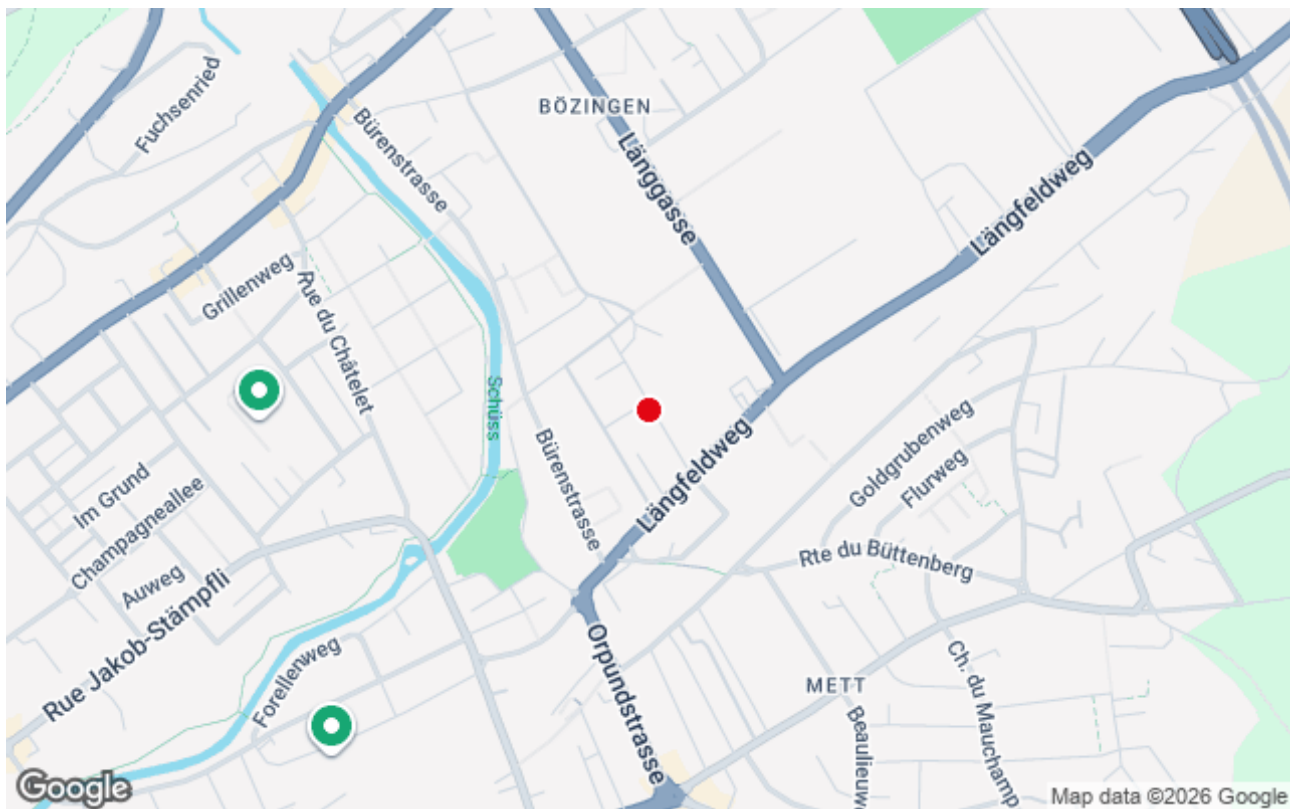 Fuchsenried
Bürenstrasse
BÖZINGEN
Länggasse
Längfeldweg
Grillenweg
Rue du Châtelet
Schüss
Bürenstrasse
Längfeldweg
Goldgrubenweg
Flurweg
Im Grund
Champagneallee
Auweg
Rue Jakob-Stämpfli
Rte du Büttenberg
Forellenweg
Orpundstrasse
METT
Ch. du Mauchamp
Beaulieuw
Google
Map data ©2026 Google